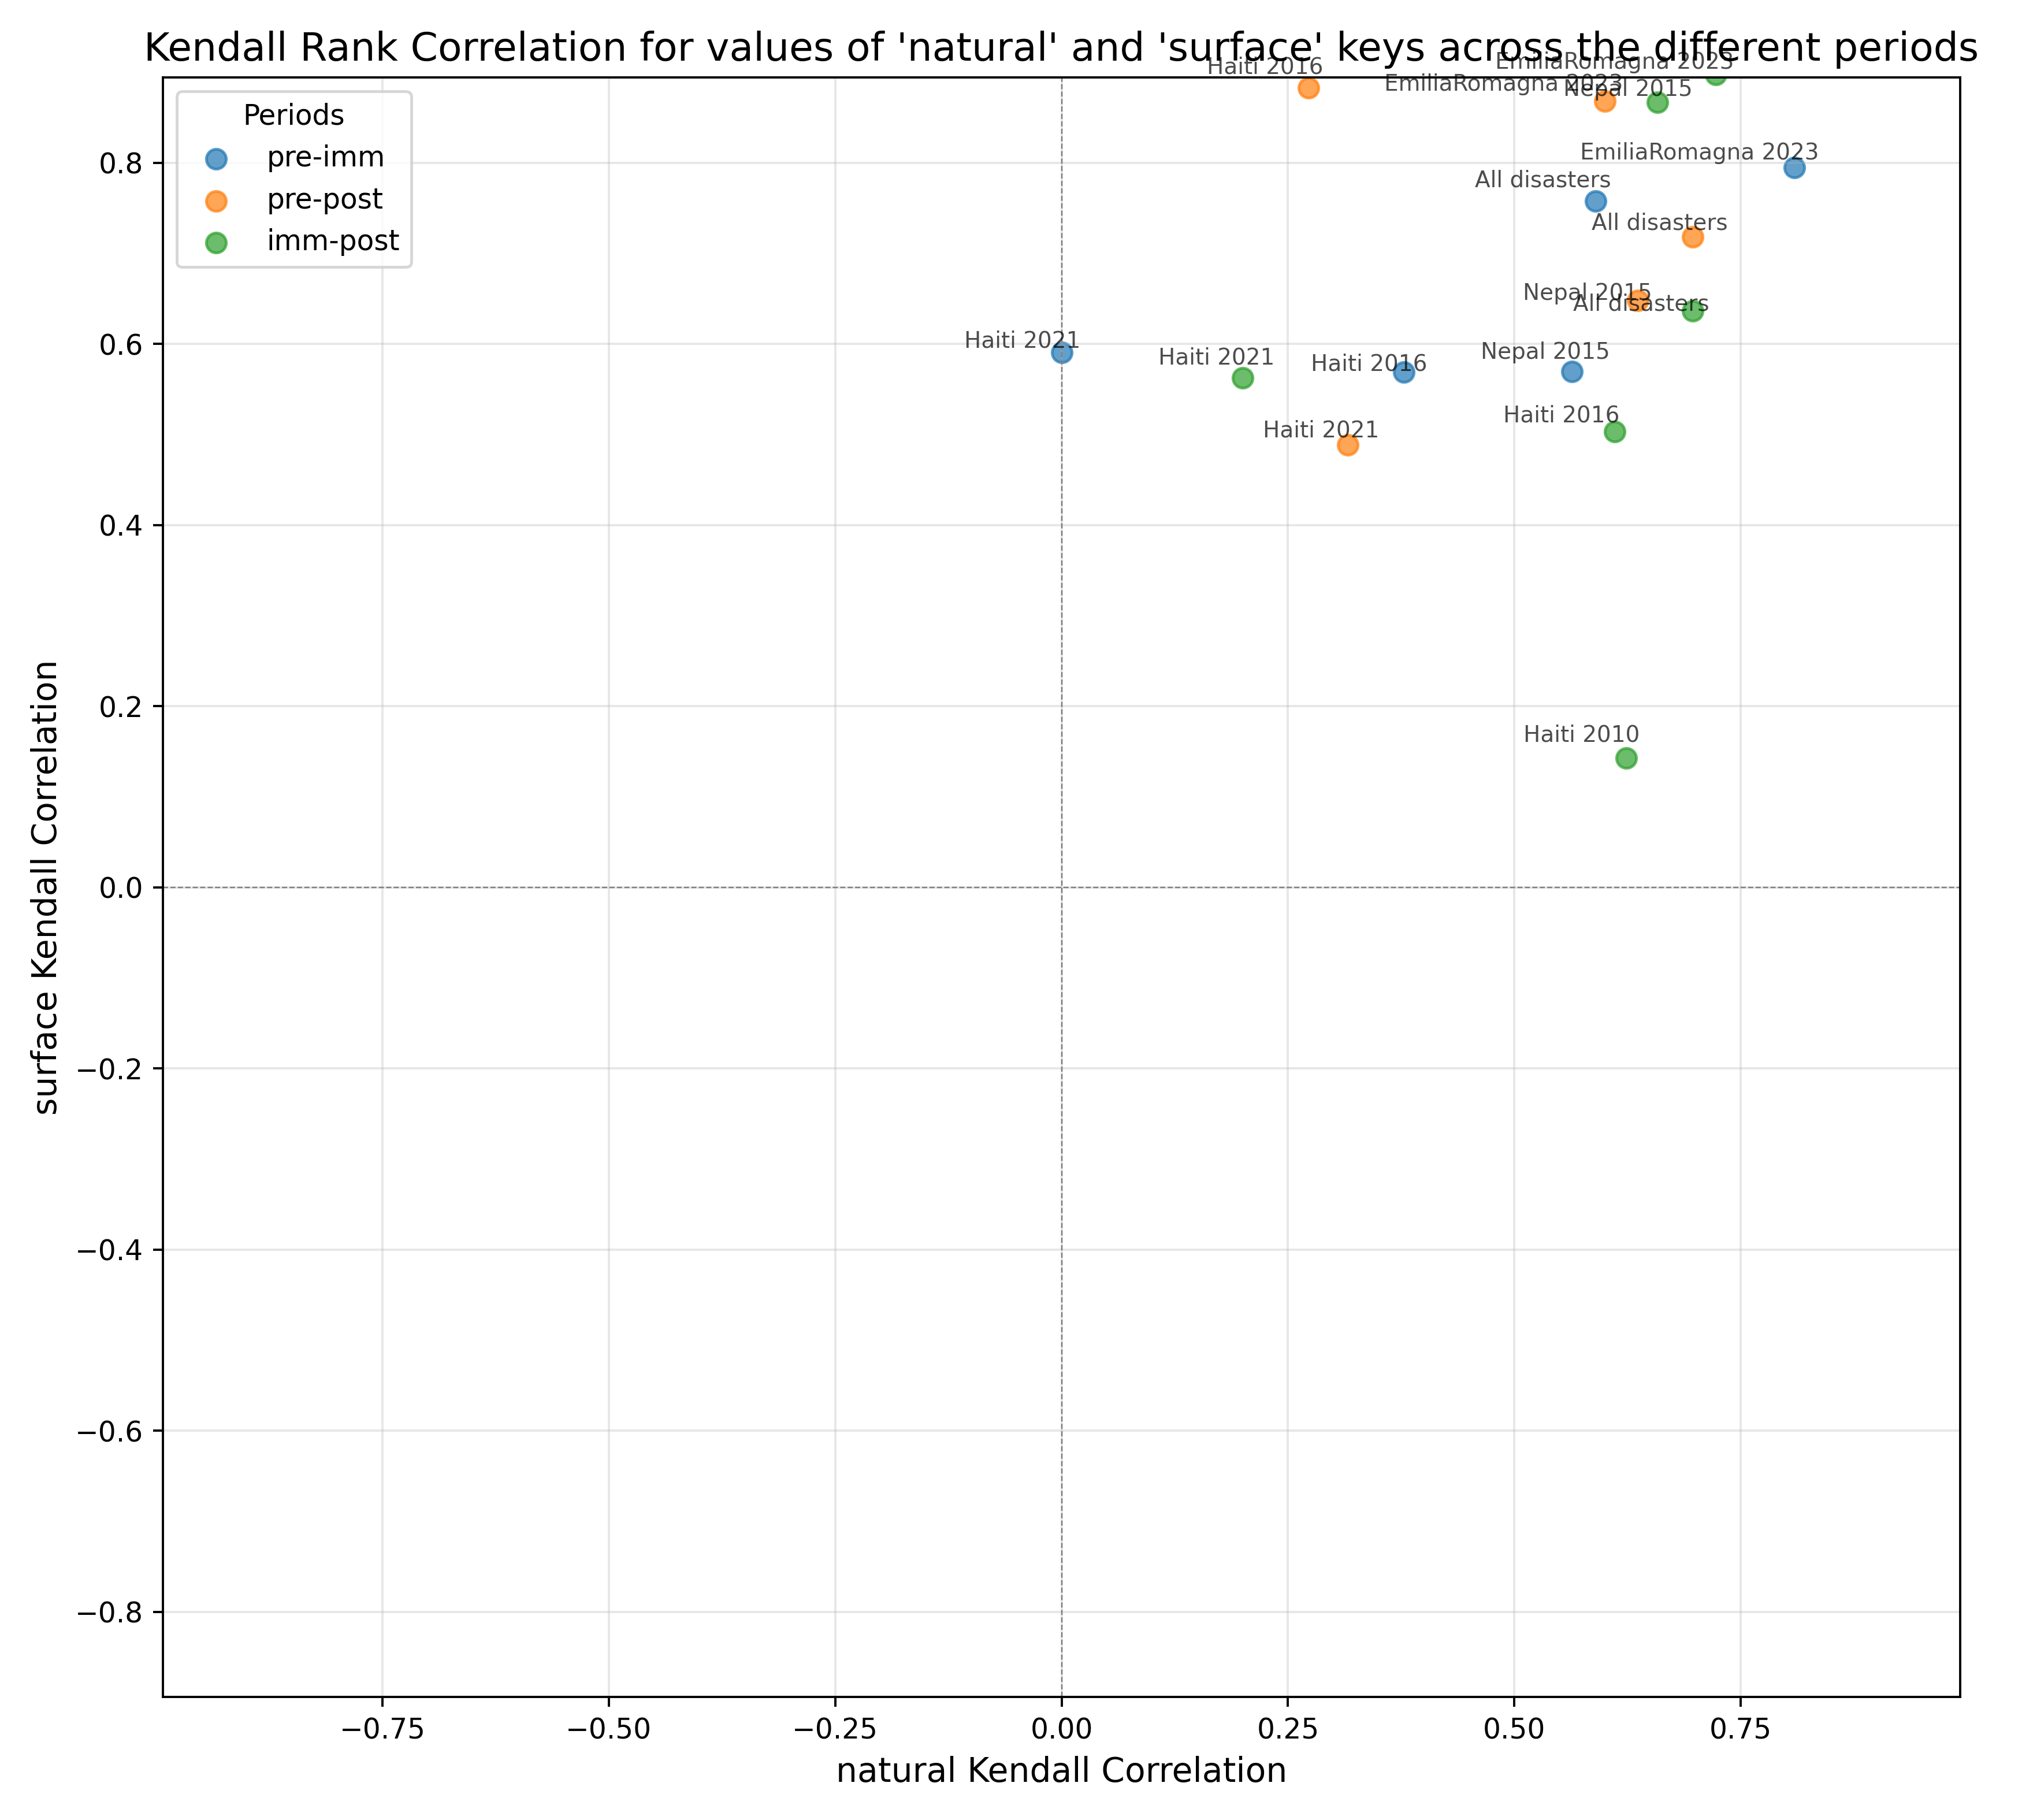 Kendall Rank Correlation for values of 'natural' and 'surface' keys across the different periods
Haiti 2016
EmiliaRomagna 2023
EmiliaRomagna 2023
Nepal 2015
Periods
pre-imm
pre-post
imm-post
EmiliaRomagna 2023
All disasters
All disasters
Nepal 2015
All disasters
Haiti 2021
Haiti 2021
Haiti 2016
Nepal 2015
Haiti 2016
Haiti 2021
Haiti 2010
0.8
0.6
0.4
0.2
0.0
−0.2
−0.4
−0.6
−0.8
surface Kendall Correlation
−0.75
−0.50
−0.25
0.00
0.25
0.50
0.75
natural Kendall Correlation